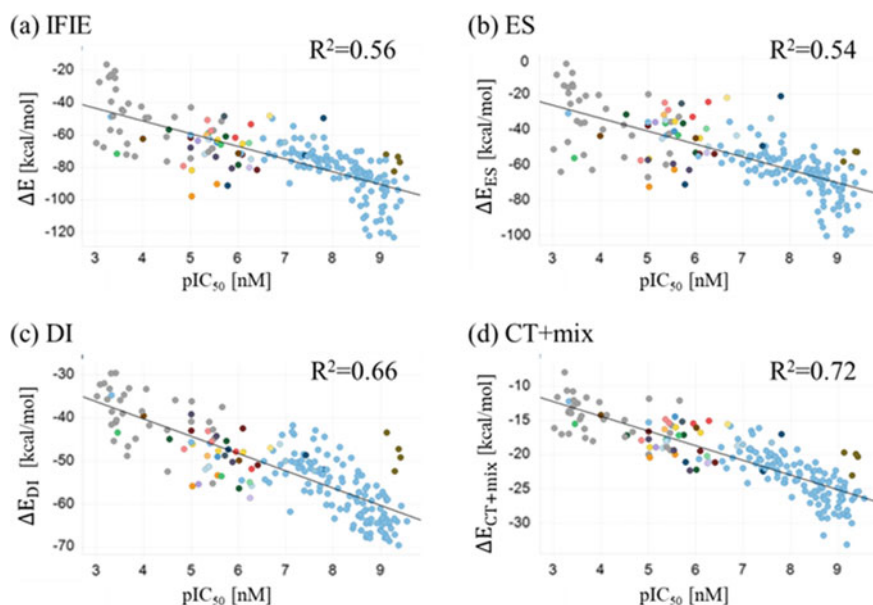 (a) IFIE
R²=0.56
ΔE [kcal/mol]
-20
-40
-60
-80
-100
-120
3 4 5 6 7 8 9
pIC₅₀ [nM]
(b) ES
R²=0.54
ΔE_ES [kcal/mol]
0
-20
-40
-60
-80
-100
3 4 5 6 7 8 9
pIC₅₀ [nM]
(c) DI
R²=0.66
ΔE_DI [kcal/mol)
-30
-40
-50
-60
-70
3 4 5 6 7 8 9
pIC₅₀ [nM]
(d) CT+mix
R²=0.72
ΔE_CT+mix [kcal/mol]
-10
-15
-20
-25
-30
3 4 5 6 7 8 9
pIC₅₀ [nM]